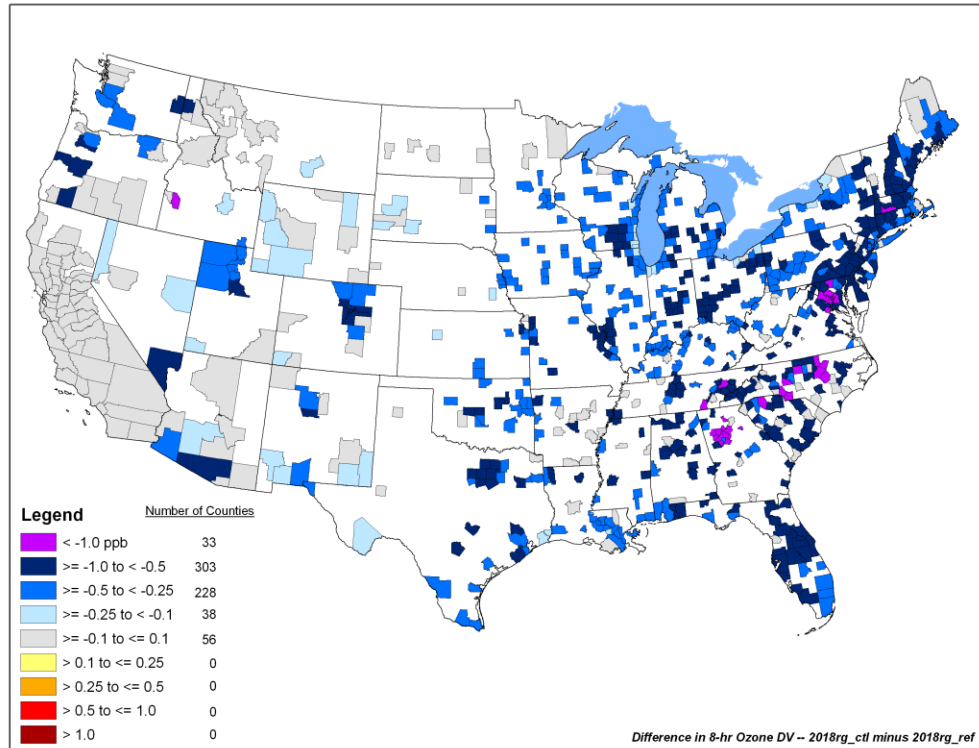 Legend Number of Counties
< -1.0 ppb 33
>= -1.0 to < -0.5 303
>= -0.5 to < -0.25 228
>= -0.25 to < -0.1 38
>= -0.1 to <= 0.1 56
> 0.1 to <= 0.25 0
> 0.25 to <= 0.5 0
> 0.5 to <= 1.0 0
> 1.0 0
Difference in 8-hr Ozone DV -- 2018rg_ctl minus 2018rg_ref